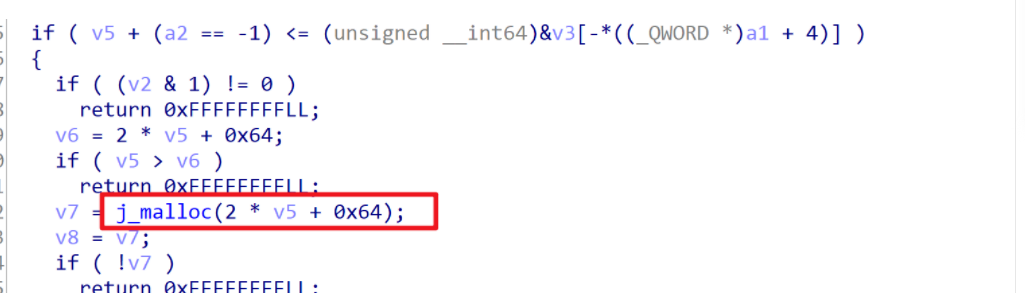 if ( v5 + (a2 == -1) <= (unsigned __int64)&v3[-*((_QWORD *)a1 + 4)] )
{
if ( (v2 & 1) != 0 )
return 0xFFFFFFFFLL;
v6 = 2 * v5 + 0x64;
if ( v5 > v6 )
return 0xFFFFFFFFLL;
v7 = j_malloc(2 * v5 + 0x64);
v8 = v7;
if ( !v7 )
return 0xFFFFFFFFLL;